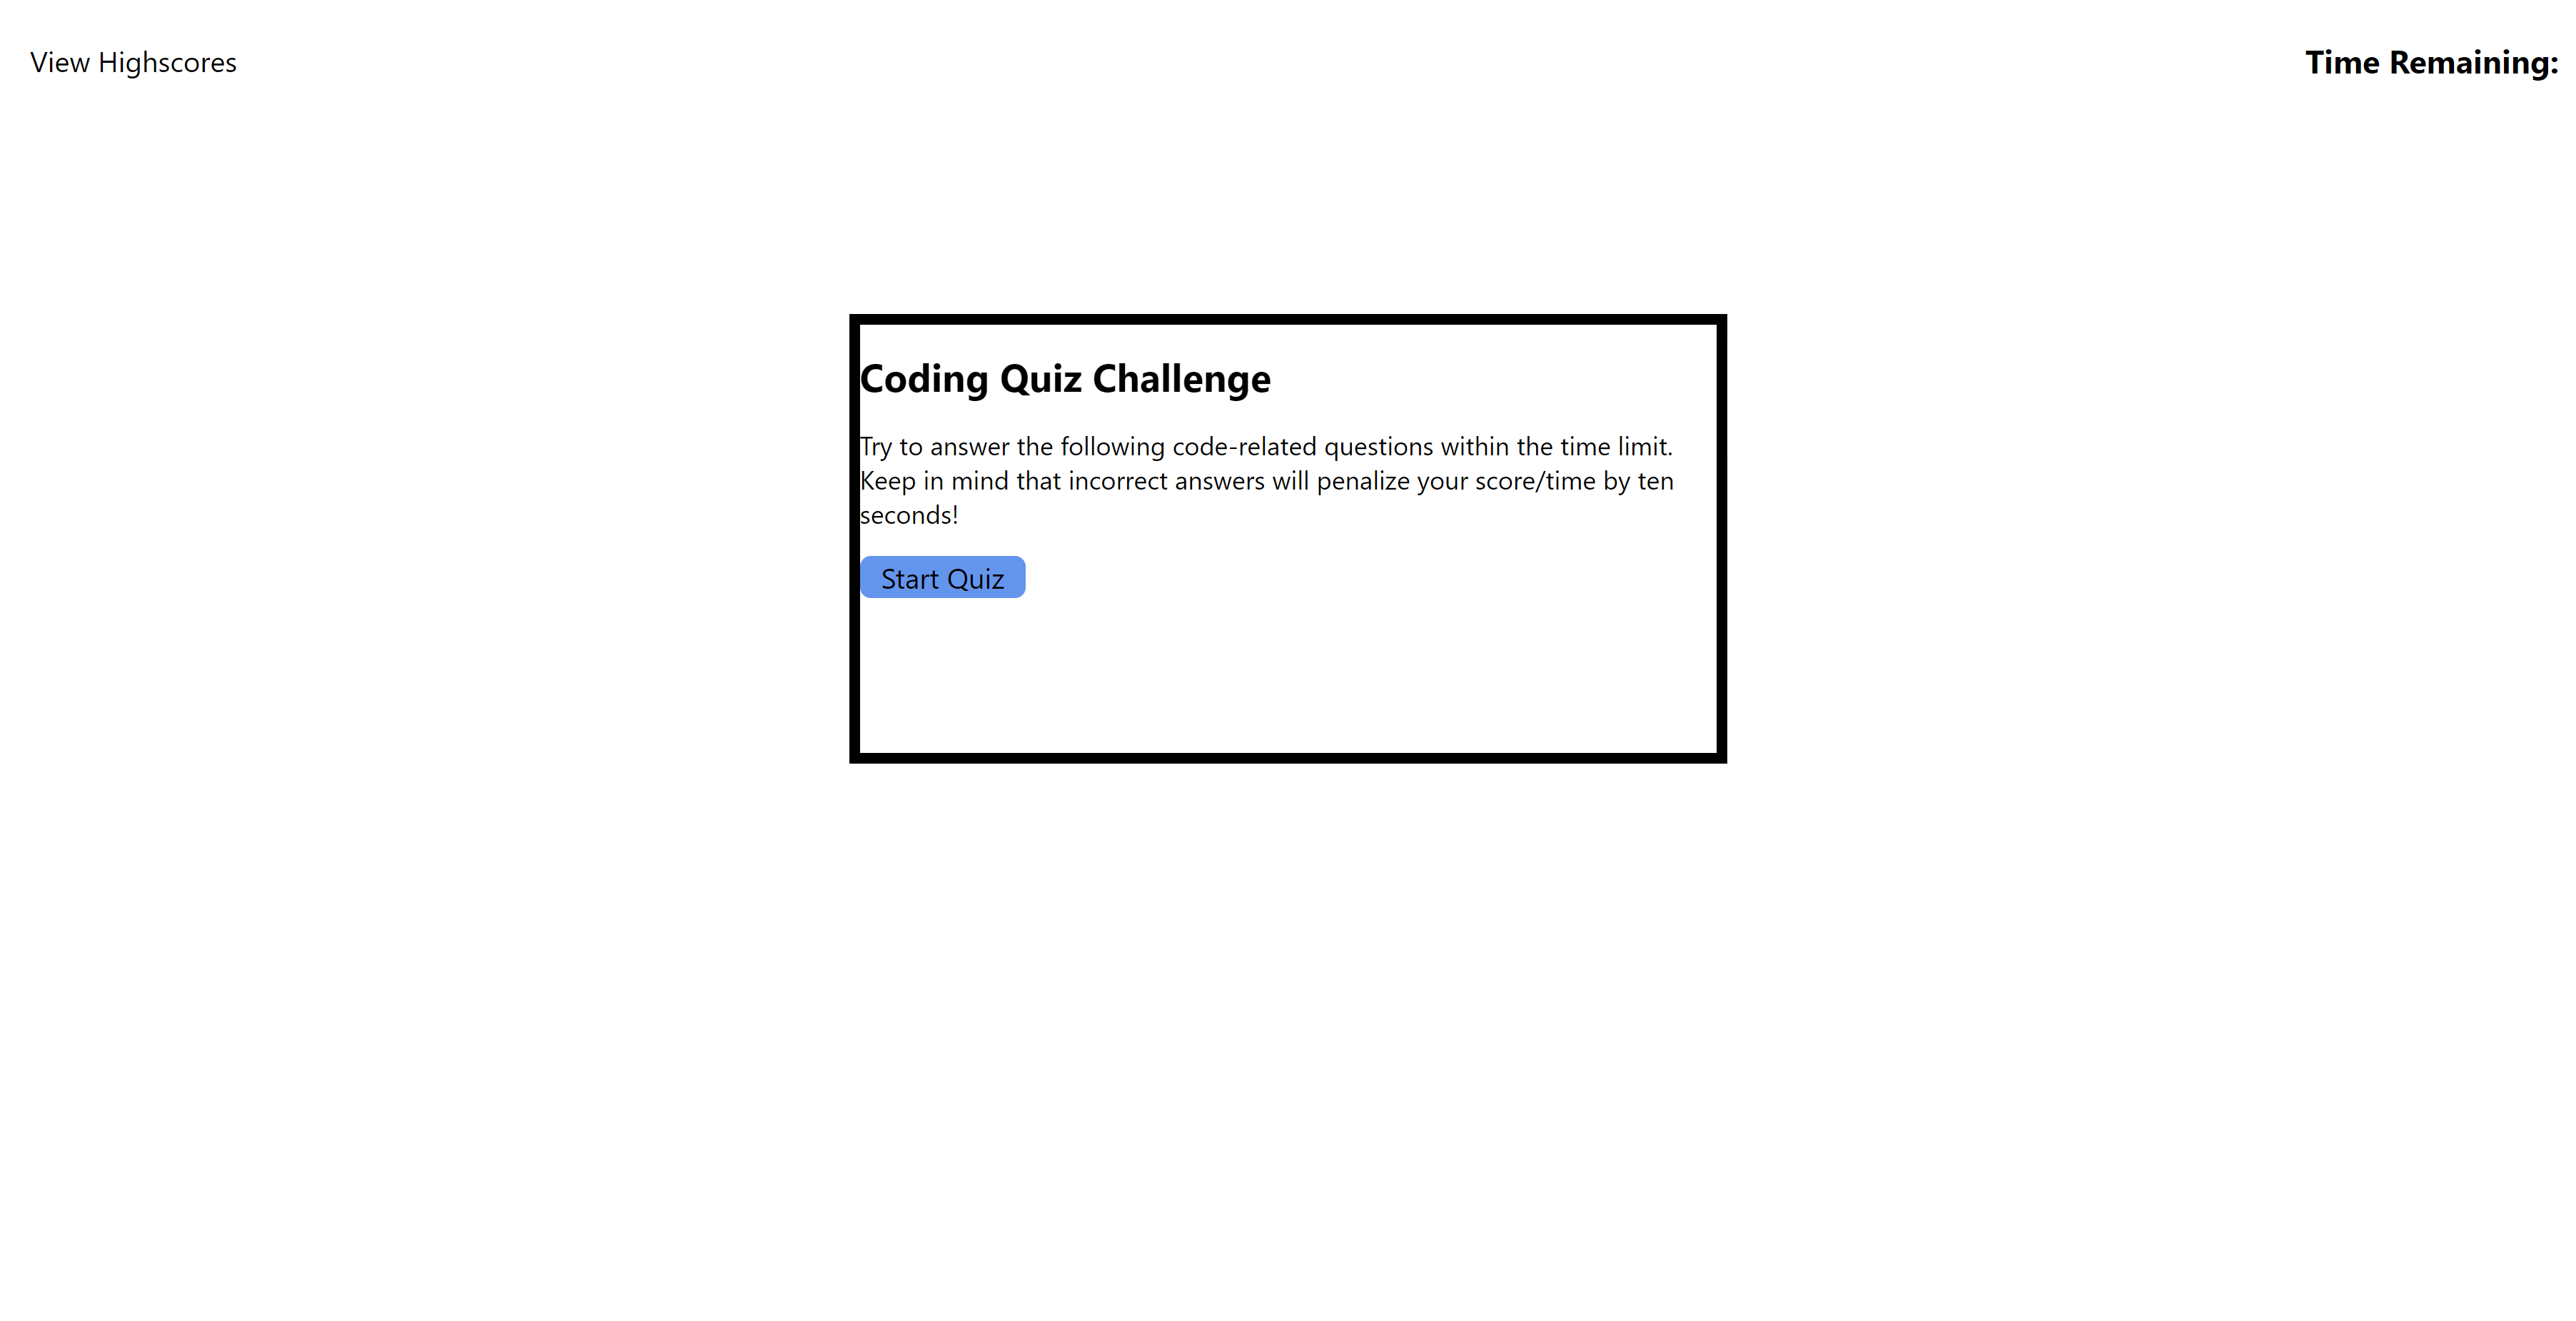 View Highscores
Time Remaining:
Coding Quiz Challenge
Try to answer the following code-related questions within the time limit.
Keep in mind that incorrect answers will penalize your score/time by ten
seconds!
Start Quiz